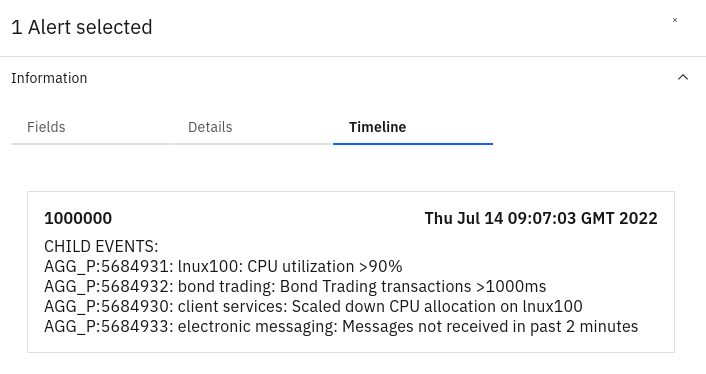 1 Alert selected
×
Information
Fields Details Timeline
1000000 Thu Jul 14 09:07:03 GMT 2022
CHILD EVENTS:
AGG_P:5684931: lnux100: CPU utilization >90%
AGG_P:5684932: bond trading: Bond Trading transactions >1000ms
AGG_P:5684930: client services: Scaled down CPU allocation on lnux100
AGG_P:5684933: electronic messaging: Messages not received in past 2 minutes